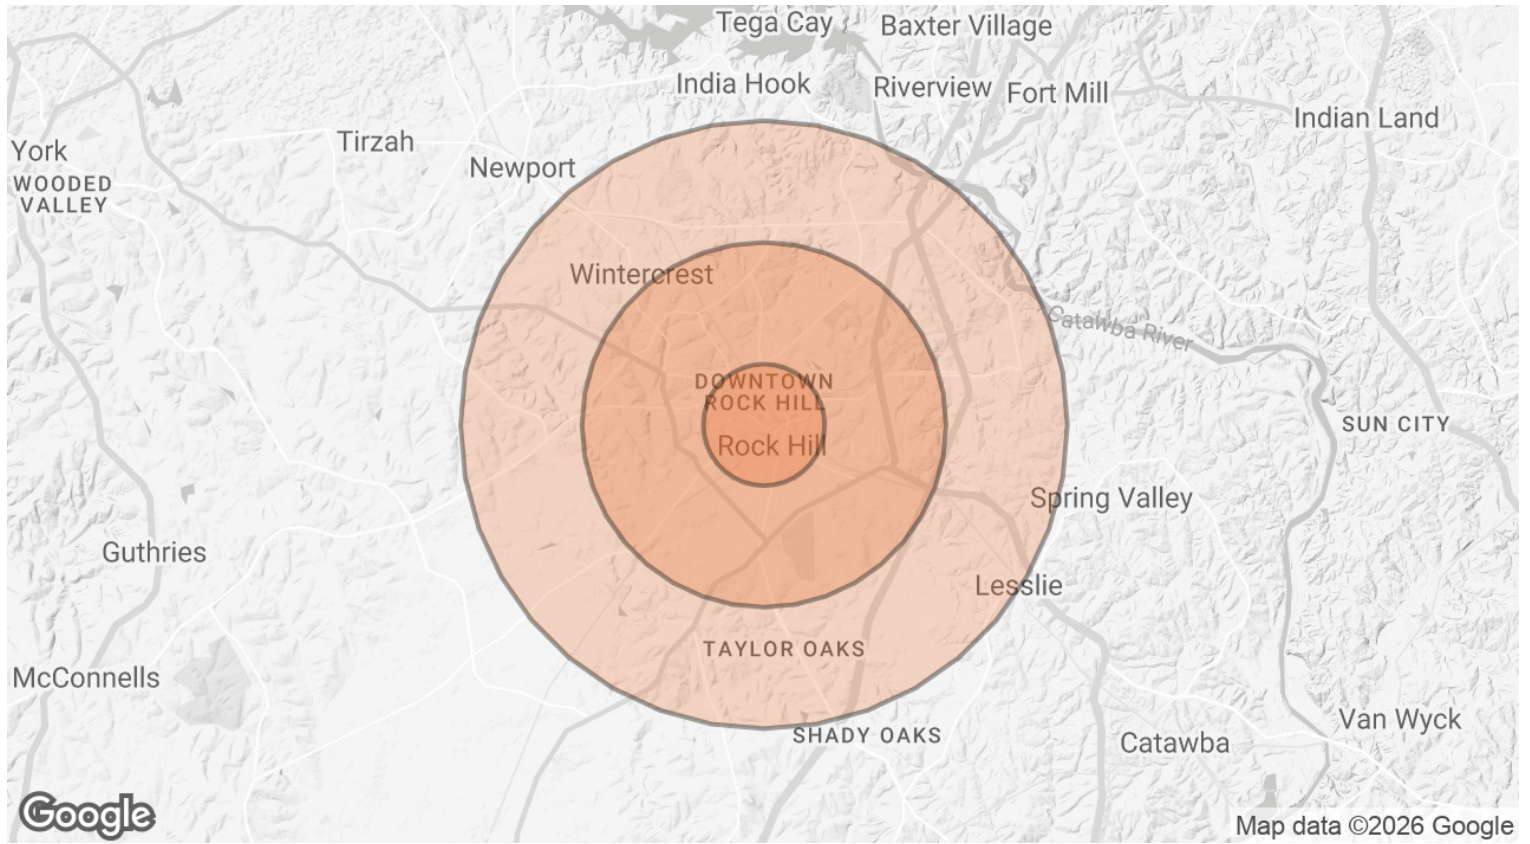 Tega Cay
Baxter Village
India Hook
Riverview
Fort Mill
Indian Land
Tirzah
York
Newport
WOODED
VALLEY
Wintercrest
Catawba River
DOWNTOWN
ROCK HILL
Rock Hill
SUN CITY
Spring Valley
Guthries
Lesslie
TAYLOR OAKS
McConnells
SHADY OAKS
Catawba
Van Wyck
Google
Map data ©2026 Google